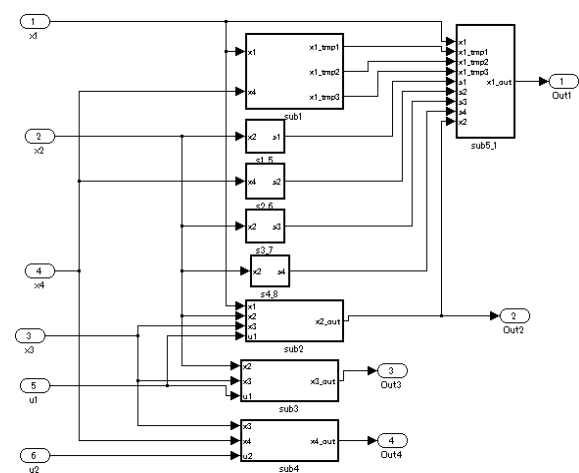 1
x1
2
x2
4
x4
3
x3
5
u1
6
u2
x1
x4
x1_tmp1
x1_tmp2
x1_tmp3
sub1
x2
s1
s1_5
x4
s2
s2_6
x2
s3
s3_7
x2
s4
s4_8
x1
x2
x3
u1
x2_out
sub2
x2
x3
u1
x3_out
sub3
x3
x4
u2
x4_out
sub4
x1
x1_tmp1
x1_tmp2
x1_tmp3
s1
s2
s3
s4
x2
x1_out
sub5_1
1
Out1
2
Out2
3
Out3
4
Out4